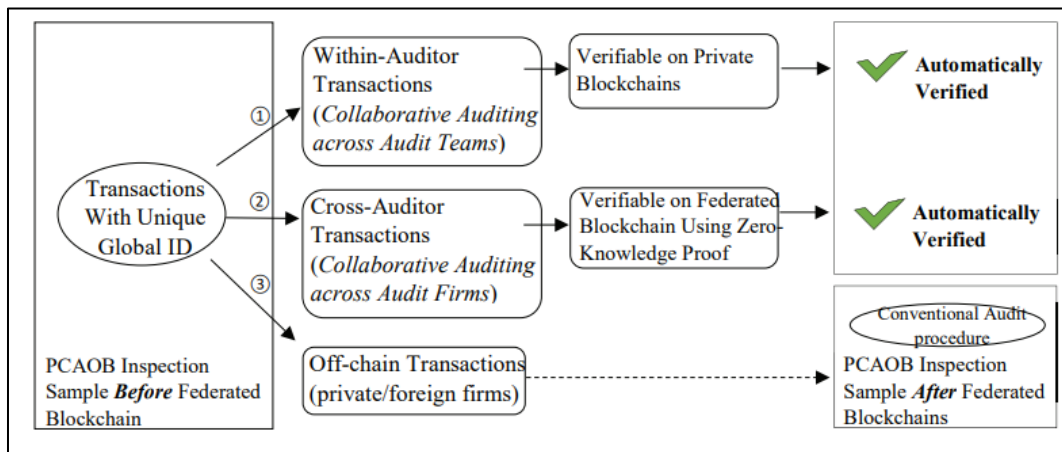 Transactions
With Unique
Global ID
PCAOB Inspection
Sample Before Federated
Blockchain
①
②
③
Within-Auditor
Transactions
(Collaborative Auditing
across Audit Teams)
Verifiable on Private
Blockchains
Automatically
Verified
Cross-Auditor
Transactions
(Collaborative Auditing
across Audit Firms)
Verifiable on Federated
Blockchain Using Zero-
Knowledge Proof
Automatically
Verified
Off-chain Transactions
(private/foreign firms)
Conventional Audit
procedure
PCAOB Inspection
Sample After Federated
Blockchains